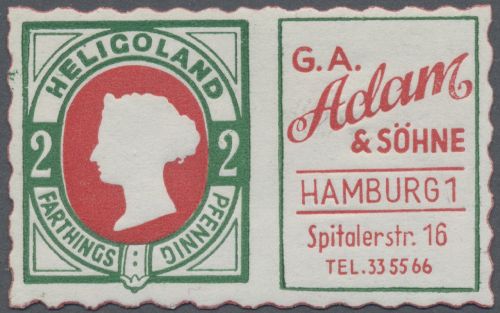 HELIGOLAND
2 2
FARTHINGS PFENNIG
G. A.
Adam
& SÖHNE
HAMBURG 1
Spitalerstr. 16
TEL. 33 55 66